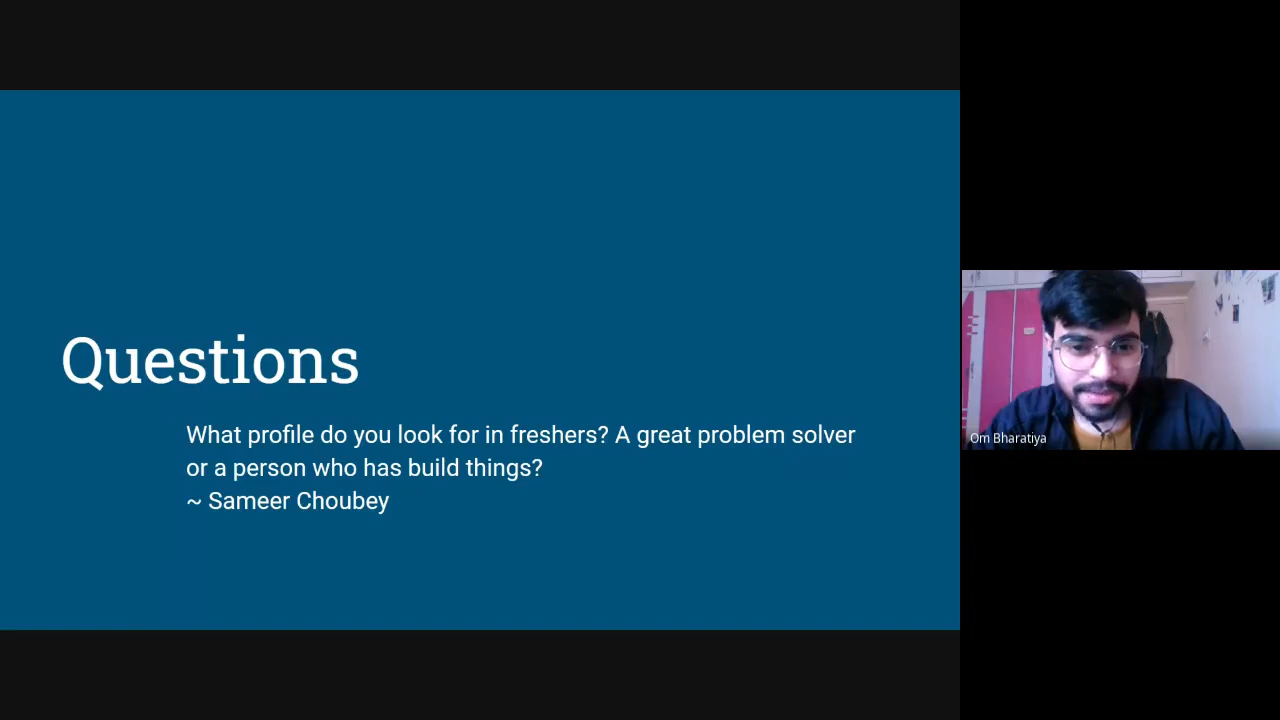 Questions
What profile do you look for in freshers? A great problem solver
or a person who has build things?
~ Sameer Choubey
Om Bharatiya